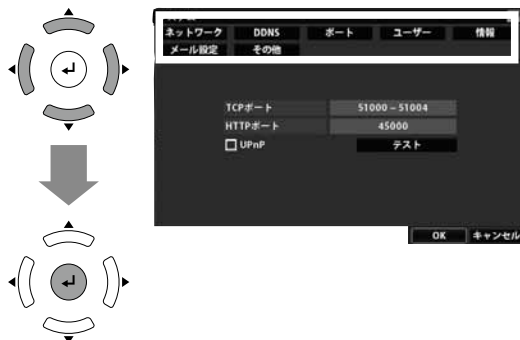 ネットワーク DDNS ポート ユーザー 情報
メール設定 その他
TCPポート 51000 – 51004
HTTPポート 45000
UPnP テスト
OK キャンセル